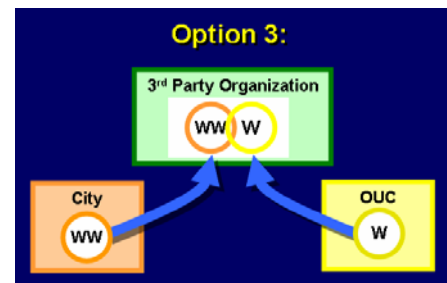 Option 3:
3rd Party Organization
WW W
City
WW
OUC
W